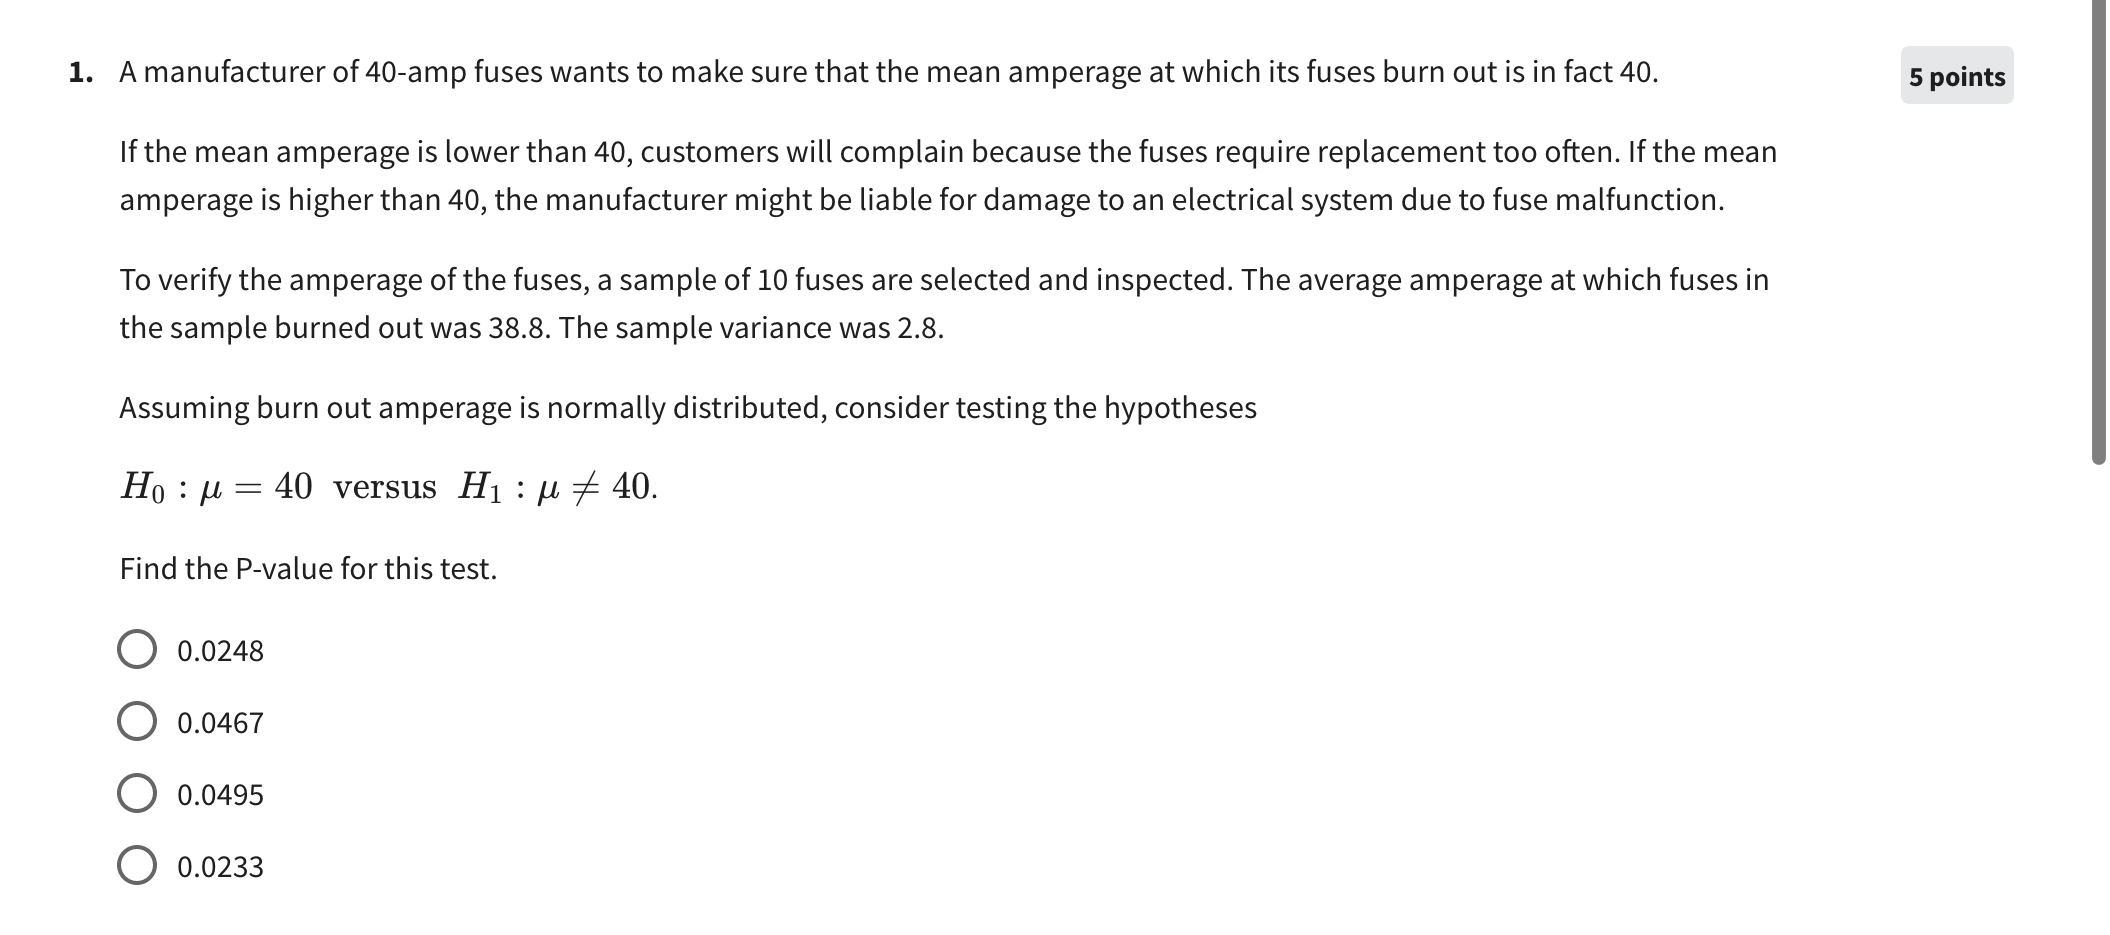 1. A manufacturer of 40-amp fuses wants to make sure that the mean amperage at which its fuses burn out is in fact 40.
5 points
If the mean amperage is lower than 40, customers will complain because the fuses require replacement too often. If the mean
amperage is higher than 40, the manufacturer might be liable for damage to an electrical system due to fuse malfunction.
To verify the amperage of the fuses, a sample of 10 fuses are selected and inspected. The average amperage at which fuses in
the sample burned out was 38.8. The sample variance was 2.8.
Assuming burn out amperage is normally distributed, consider testing the hypotheses
H₀ : μ = 40 versus H₁ : μ ≠ 40.
Find the P-value for this test.
0.0248
0.0467
0.0495
0.0233